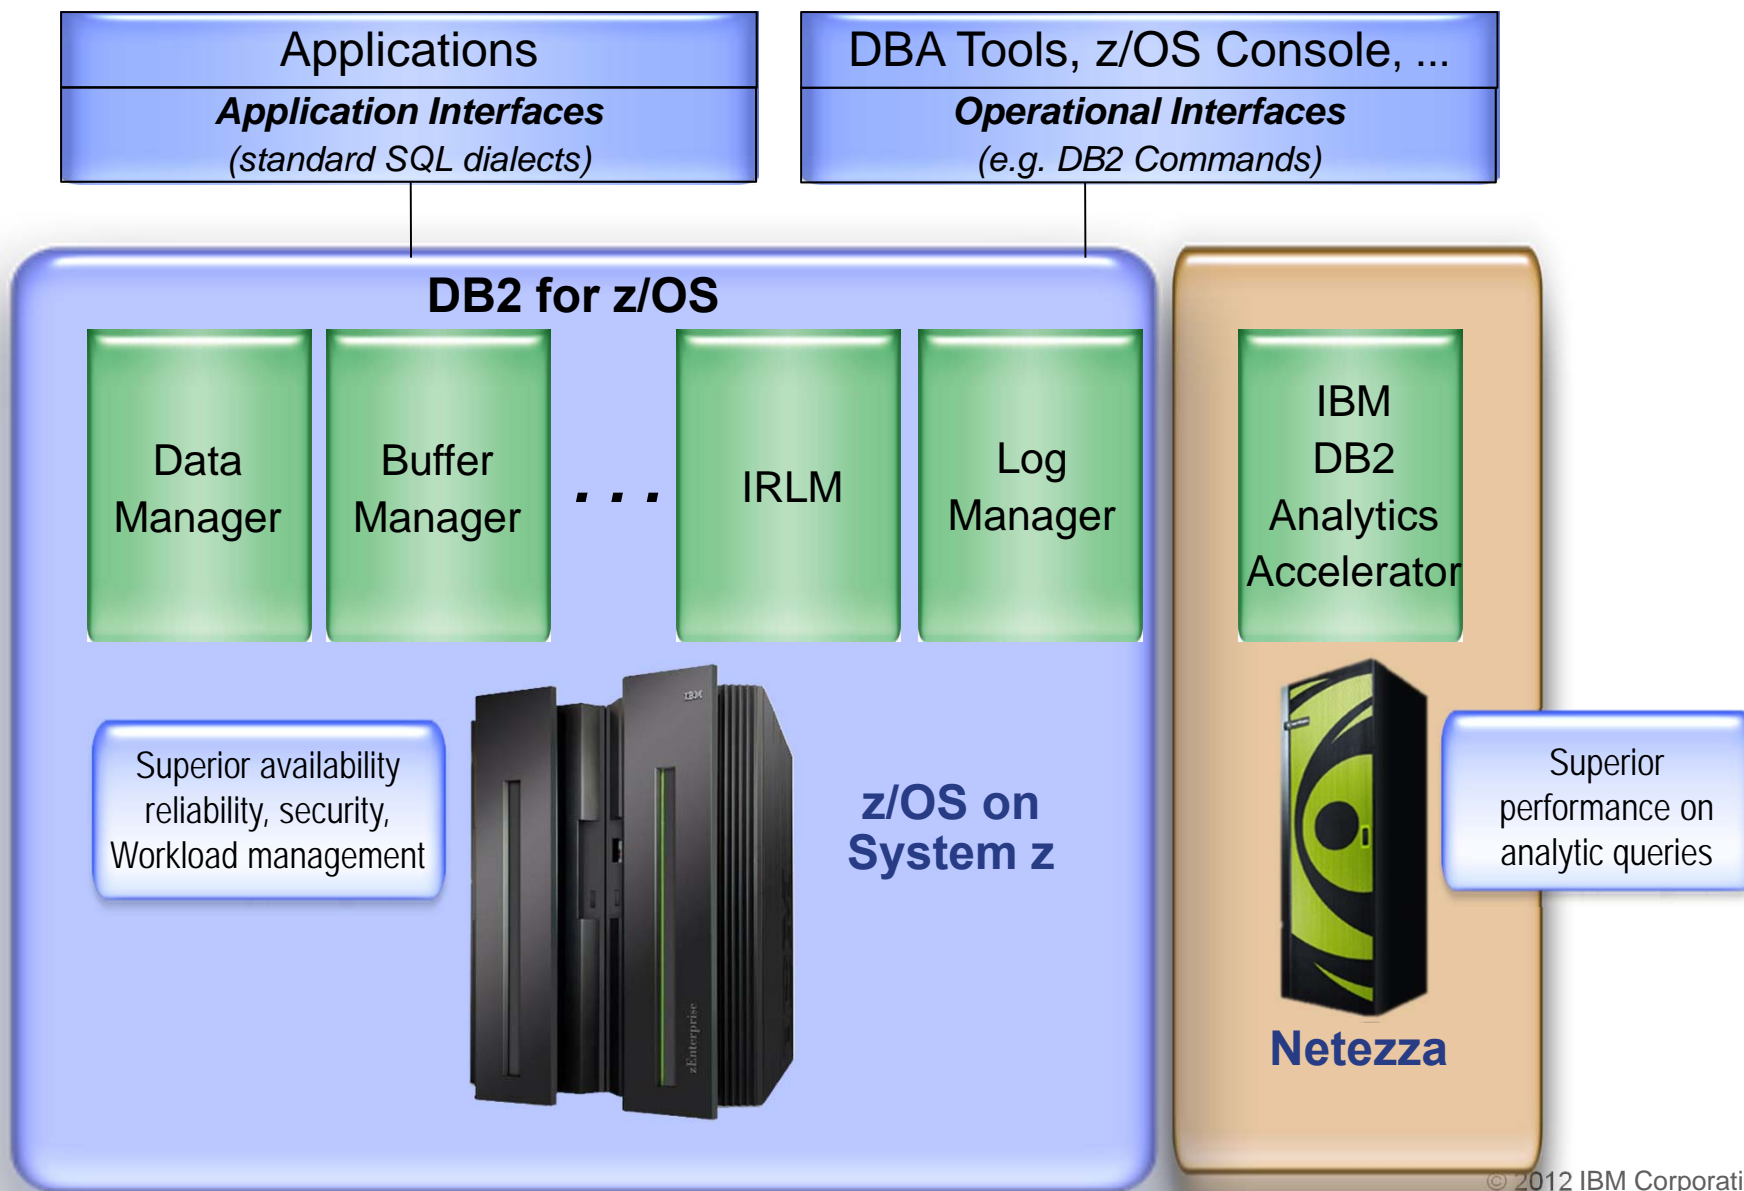 Applications
Application Interfaces
(standard SQL dialects)
DBA Tools, z/OS Console, ...
Operational Interfaces
(e.g. DB2 Commands)
DB2 for z/OS
Data
Manager
Buffer
Manager
. . .
IRLM
Log
Manager
IBM
DB2
Analytics
Accelerator
Superior availability
reliability, security,
Workload management
IBM
zEnterprise
z/OS on
System z
Superior
performance on
analytic queries
Netezza
© 2012 IBM Corporati